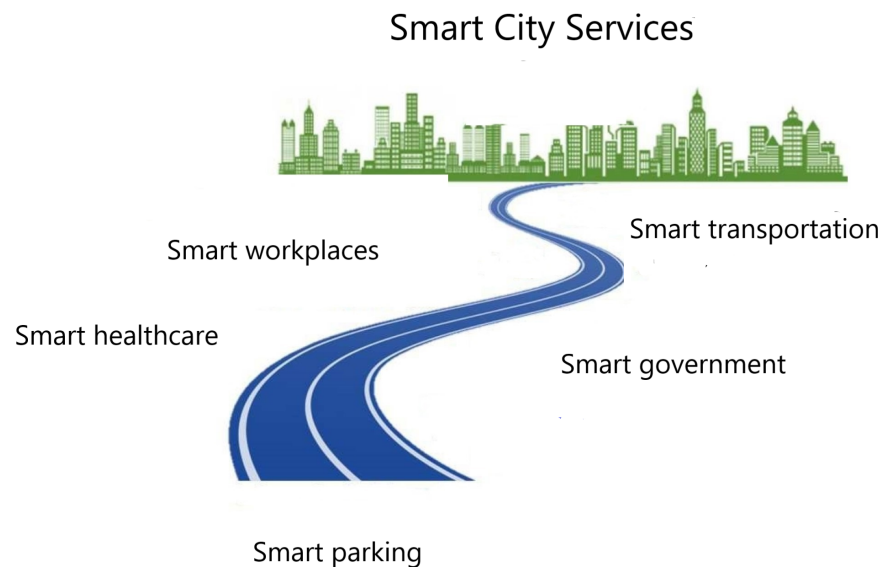 Smart City Services
Smart transportation
Smart workplaces
Smart healthcare
Smart government
Smart parking